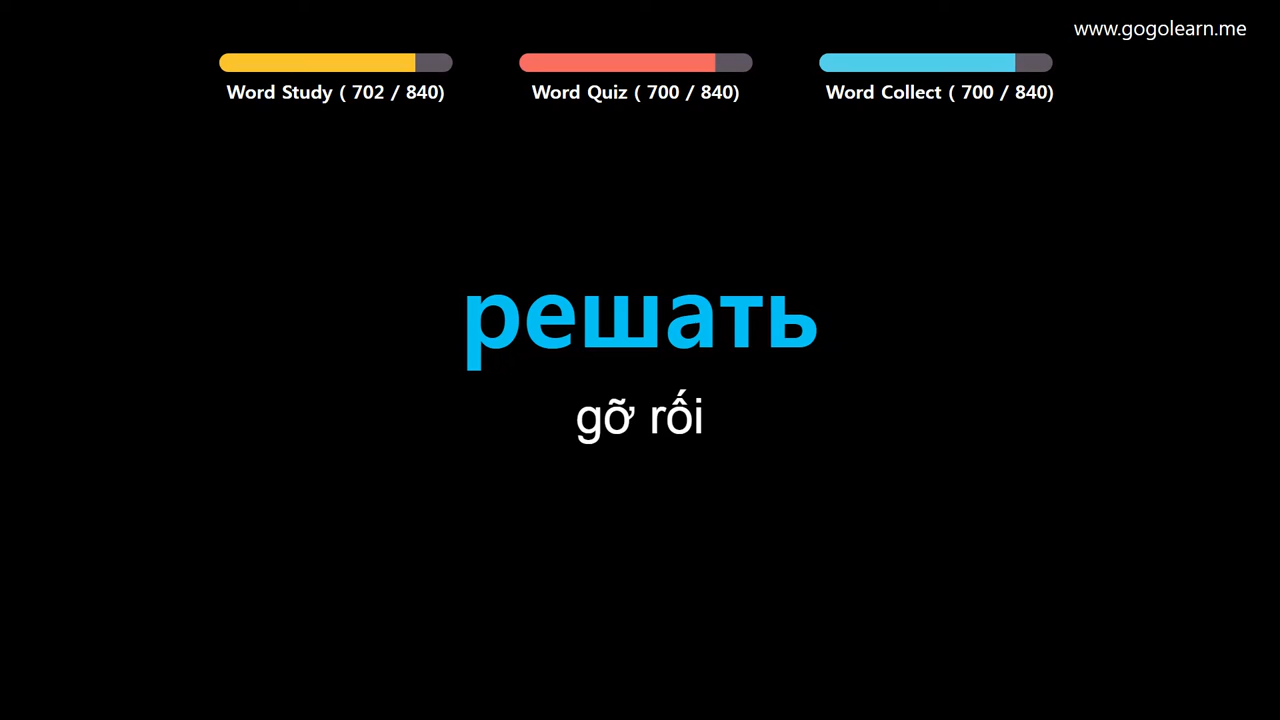 www.gogolearn.me
Word Study ( 702 / 840)
Word Quiz ( 700 / 840)
Word Collect ( 700 / 840)
решать
gỡ rối